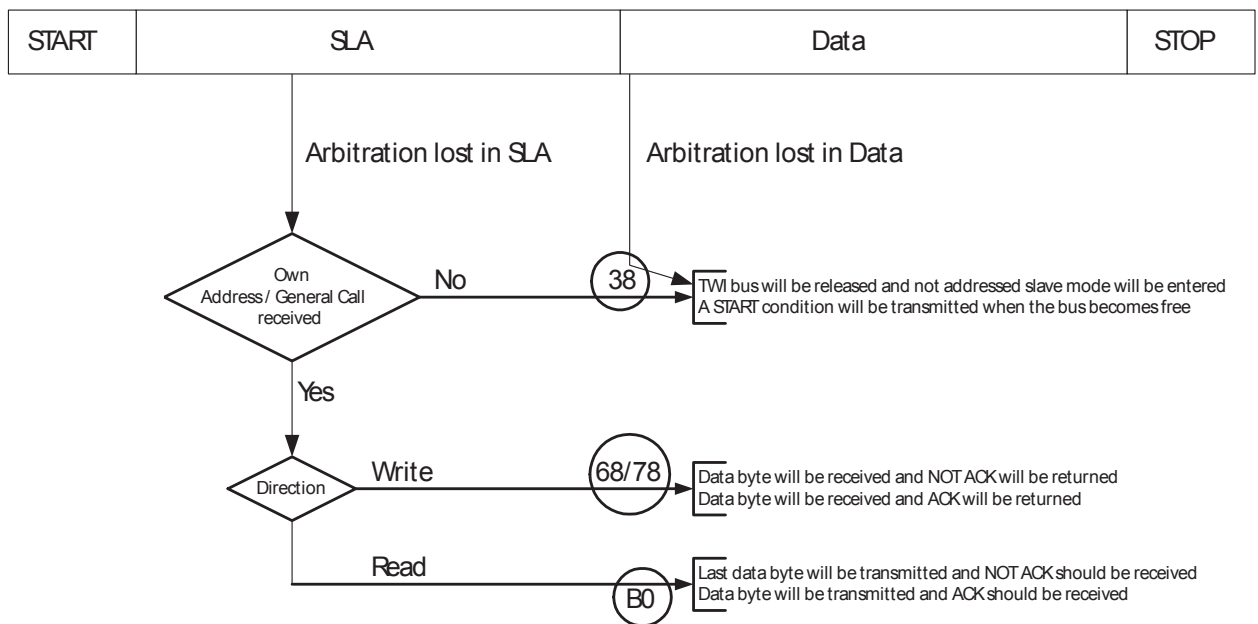 START SLA Data STOP
Arbitration lost in SLA Arbitration lost in Data
Own
Address / General Call
received
No
38
TWI bus will be released and not addressed slave mode will be entered
A START condition will be transmitted when the bus becomes free
Yes
Direction
Write
68/78
Data byte will be received and NOT ACK will be returned
Data byte will be received and ACK will be returned
Read
B0
Last data byte will be transmitted and NOT ACK should be received
Data byte will be transmitted and ACK should be received